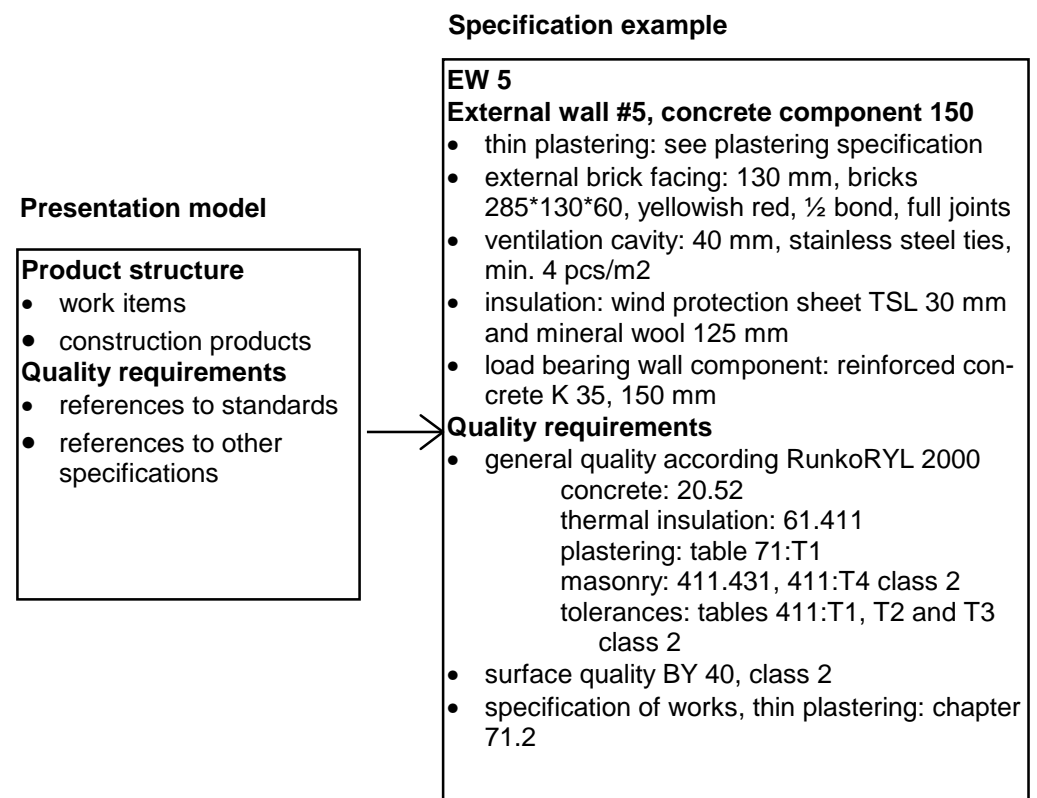 Presentation model
Product structure
• work items
• construction products
Quality requirements
• references to standards
• references to other
specifications
Specification example
EW 5
External wall #5, concrete component 150
• thin plastering: see plastering specification
• external brick facing: 130 mm, bricks
285*130*60, yellowish red, ½ bond, full joints
• ventilation cavity: 40 mm, stainless steel ties,
min. 4 pcs/m2
• insulation: wind protection sheet TSL 30 mm
and mineral wool 125 mm
• load bearing wall component: reinforced con-
crete K 35, 150 mm
Quality requirements
• general quality according RunkoRYL 2000
concrete: 20.52
thermal insulation: 61.411
plastering: table 71:T1
masonry: 411.431, 411:T4 class 2
tolerances: tables 411:T1, T2 and T3
class 2
• surface quality BY 40, class 2
• specification of works, thin plastering: chapter
71.2